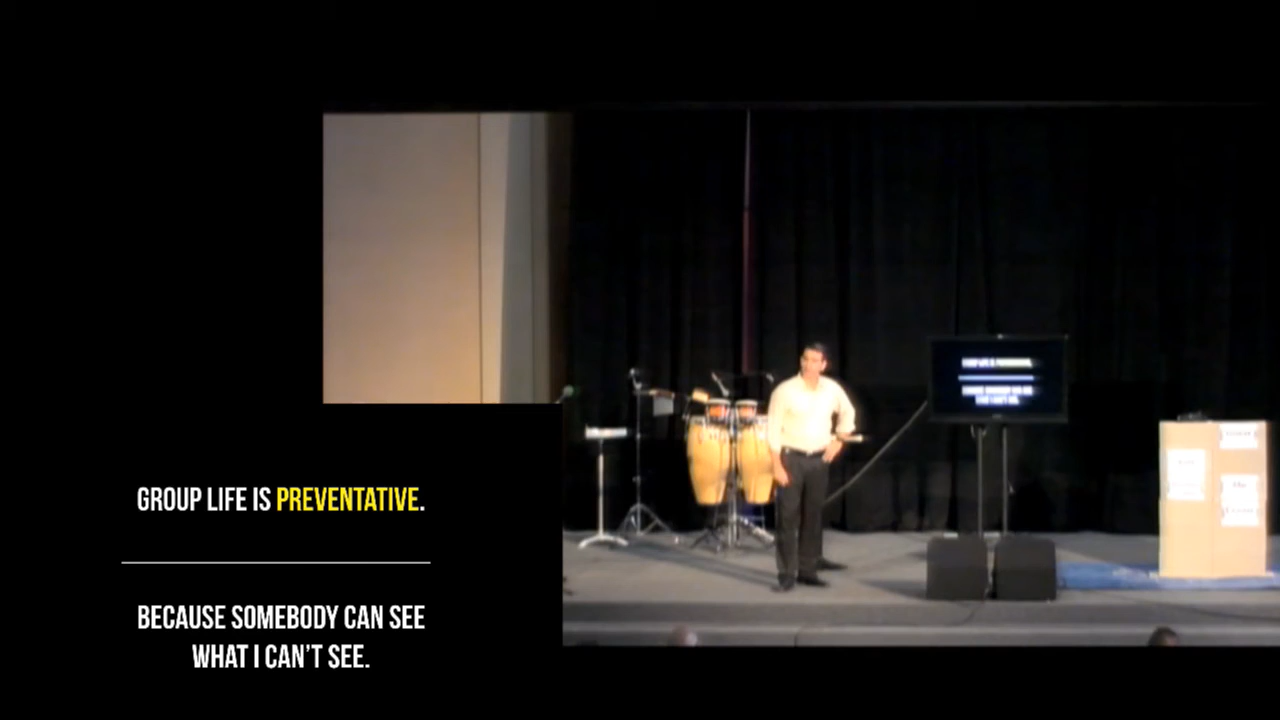 GROUP LIFE IS PREVENTATIVE.
BECAUSE SOMEBODY CAN SEE
WHAT I CAN'T SEE.